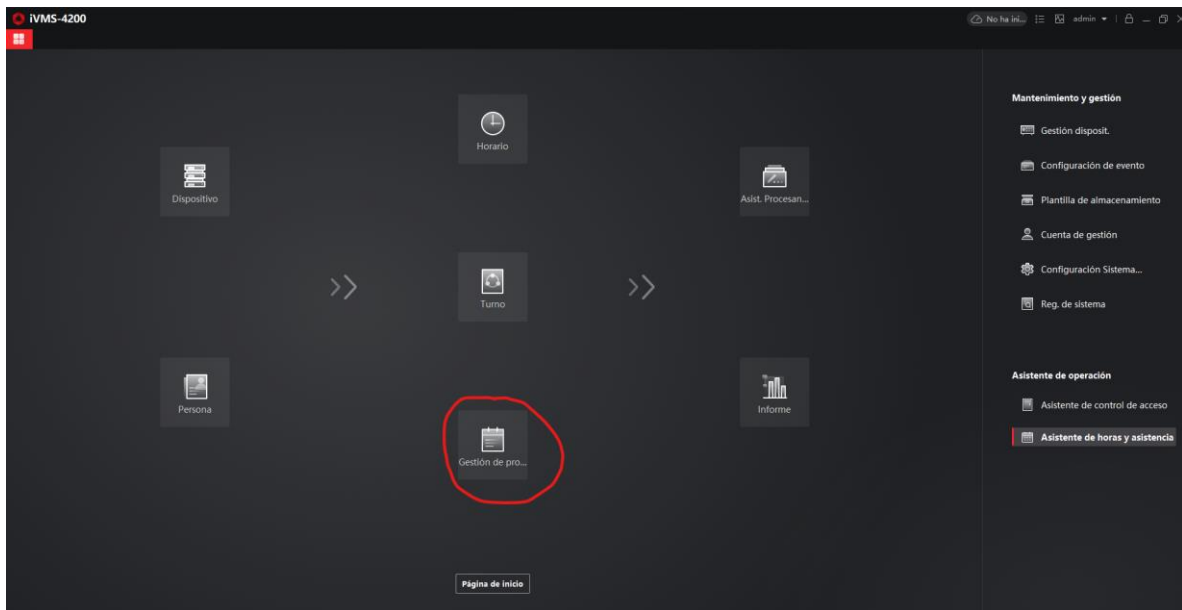 iVMS-4200
No ha ini...
admin
Horario
Dispositivo
Asist. Procesan...
Turno
Persona
Informe
Gestión de pro...
Página de inicio
Mantenimiento y gestión
Gestión disposit.
Configuración de evento
Plantilla de almacenamiento
Cuenta de gestión
Configuración Sistema...
Reg. de sistema
Asistente de operación
Asistente de control de acceso
Asistente de horas y asistencia